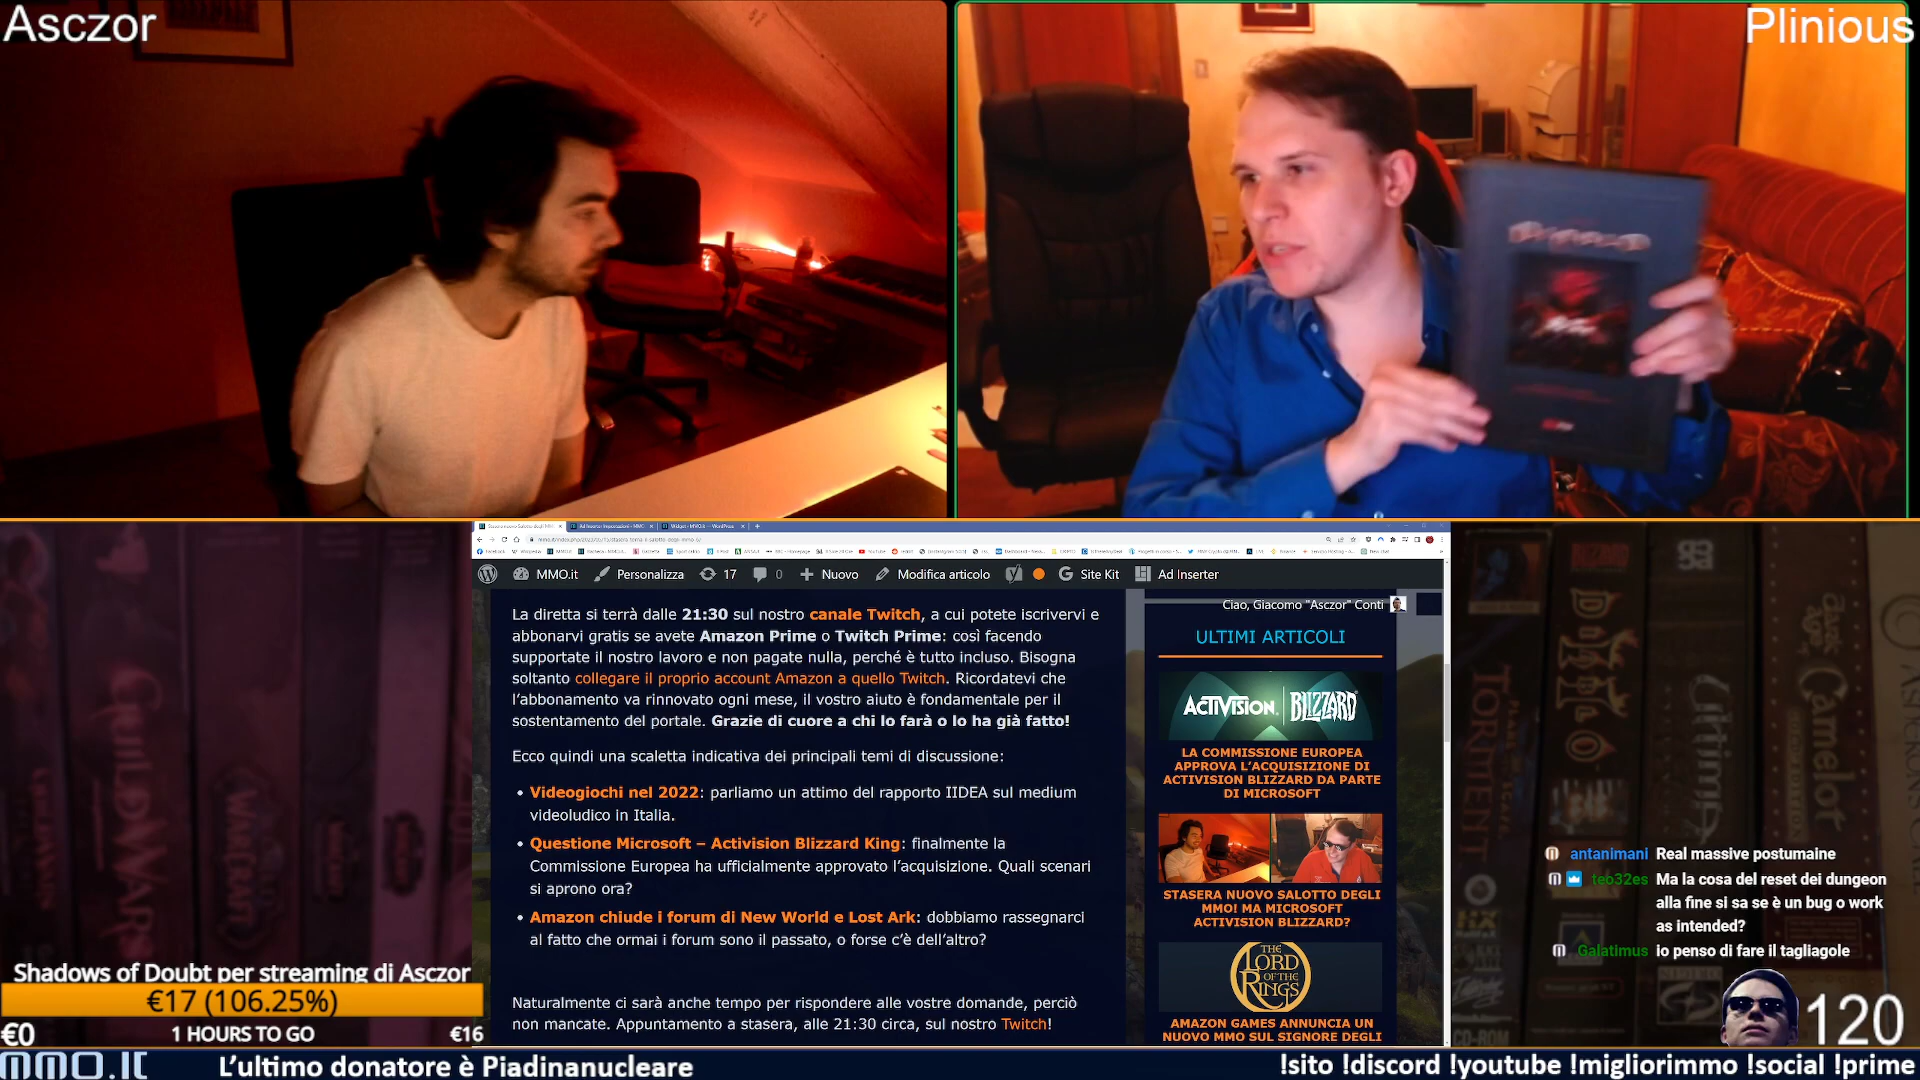 Asczor
Plinious
MMO.it
Personalizza
17
0
Nuovo
Modifica articolo
Site Kit
Ad Inserter
Ciao, Giacomo "Asczor" Conti
La diretta si terrà dalle 21:30 sul nostro canale Twitch, a cui potete iscrivervi e
abbonarvi gratis se avete Amazon Prime o Twitch Prime: così facendo
supportate il nostro lavoro e non pagate nulla, perché è tutto incluso. Bisogna
soltanto collegare il proprio account Amazon a quello Twitch. Ricordatevi che
l'abbonamento va rinnovato ogni mese, il vostro aiuto è fondamentale per il
sostentamento del portale. Grazie di cuore a chi lo farà o lo ha già fatto!
Ecco quindi una scaletta indicativa dei principali temi di discussione:
• Videogiochi nel 2022: parliamo un attimo del rapporto IIDEA sul medium
videoludico in Italia.
• Questione Microsoft – Activision Blizzard King: finalmente la
Commissione Europea ha ufficialmente approvato l'acquisizione. Quali scenari
si aprono ora?
• Amazon chiude i forum di New World e Lost Ark: dobbiamo rassegnarci
al fatto che ormai i forum sono il passato, o forse c'è dell'altro?
Naturalmente ci sarà anche tempo per rispondere alle vostre domande, perciò
non mancate. Appuntamento a stasera, alle 21:30 circa, sul nostro Twitch!
ULTIMI ARTICOLI
ACTIVISION | BLIZZARD
LA COMMISSIONE EUROPEA
APPROVA L'ACQUISIZIONE DI
ACTIVISION BLIZZARD DA PARTE
DI MICROSOFT
STASERA NUOVO SALOTTO DEGLI
MMO! MA MICROSOFT
ACTIVISION BLIZZARD?
THE
LORD
OF THE
RINGS
AMAZON GAMES ANNUNCIA UN
NUOVO MMO SUL SIGNORE DEGLI
GUILDWARS
WARCRAFT
TORMENT
Diablo
Ultima
Camelot
CD-ROM
antanimani Real massive postumaine
teo32es Ma la cosa del reset dei dungeon
alla fine si sa se è un bug o work
as intended?
Galatimus io penso di fare il tagliagole
120
Shadows of Doubt per streaming di Asczor
€17 (106.25%)
€0
1 HOURS TO GO
€16
MMO.IT
L'ultimo donatore è Piadinanucleare
!sito !discord !youtube !migliorimmo !social !prime